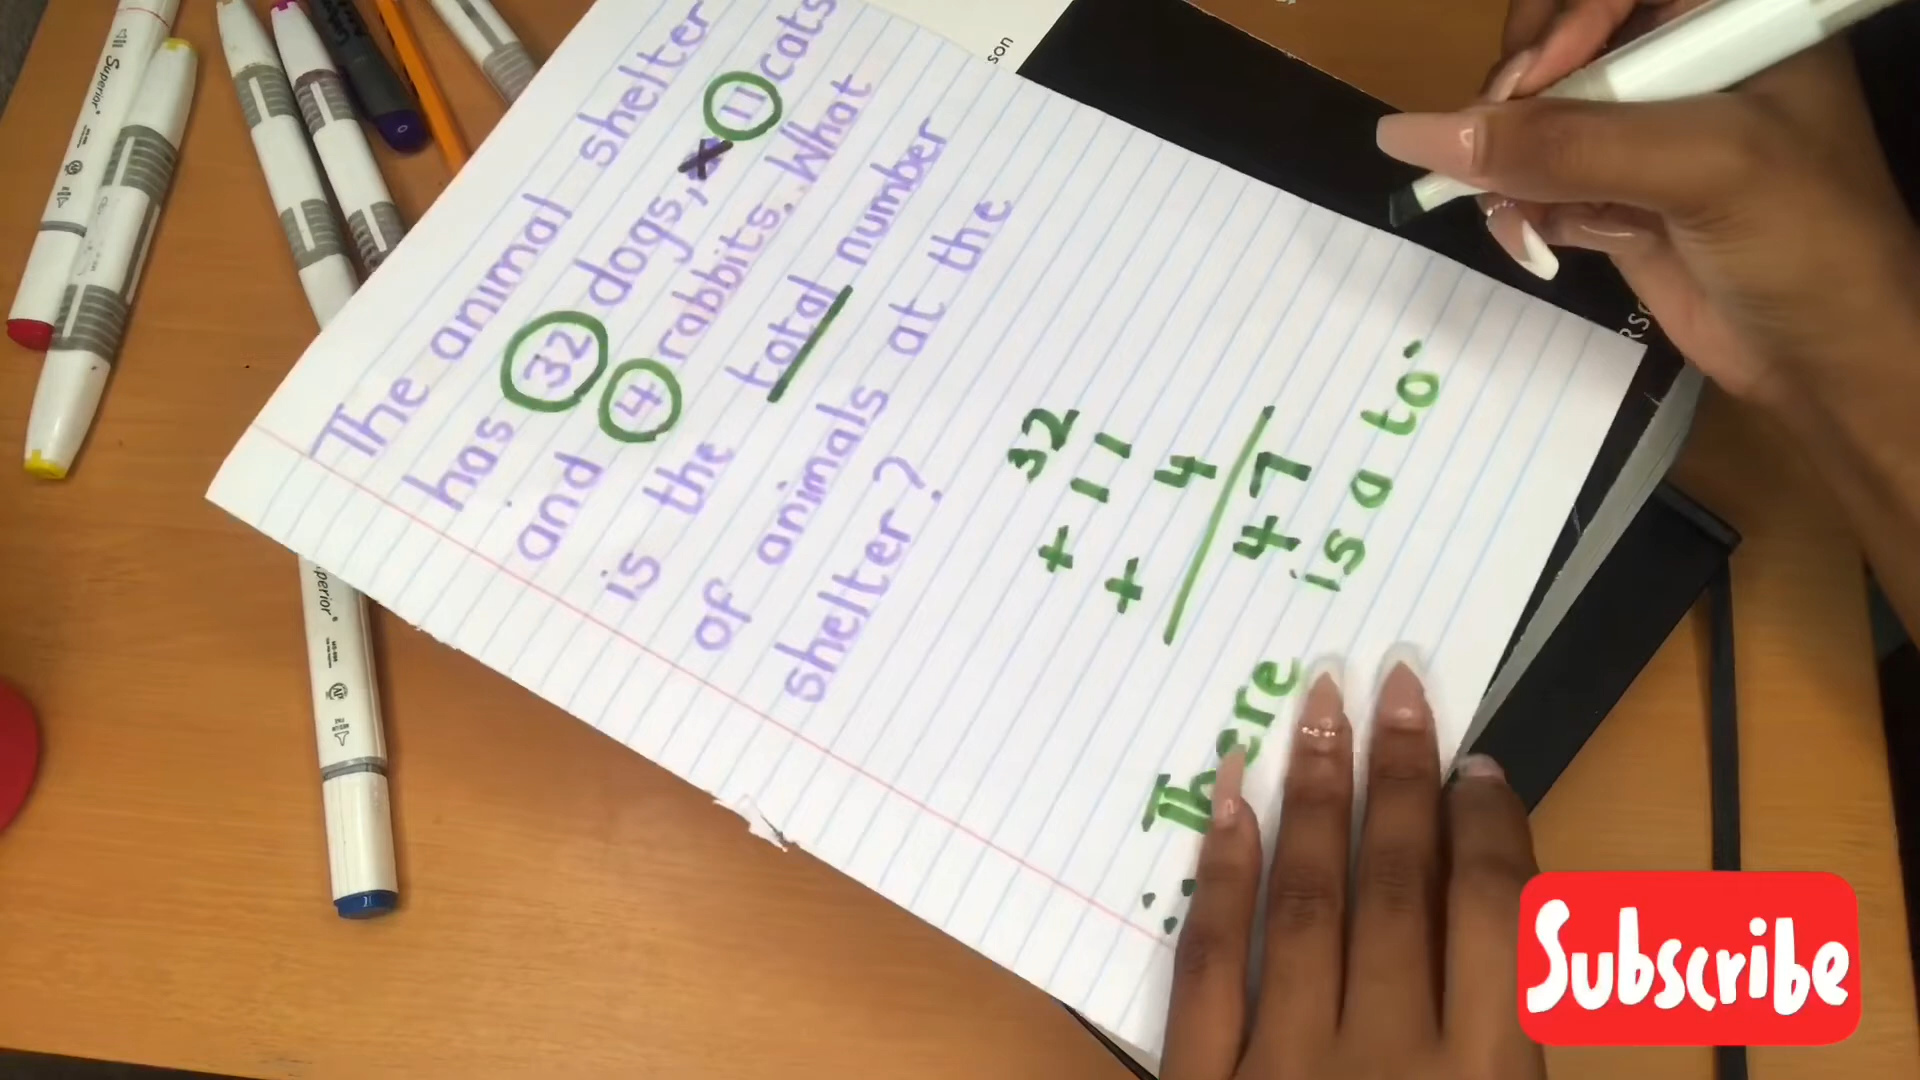 The animal shelter
has 32 dogs, 11 cats
and 4 rabbits. What
is the total number
of animals at the
shelter?
32
+ 11
+ 4
47
∴ There is a to
Superior
perior
son
Subscribe